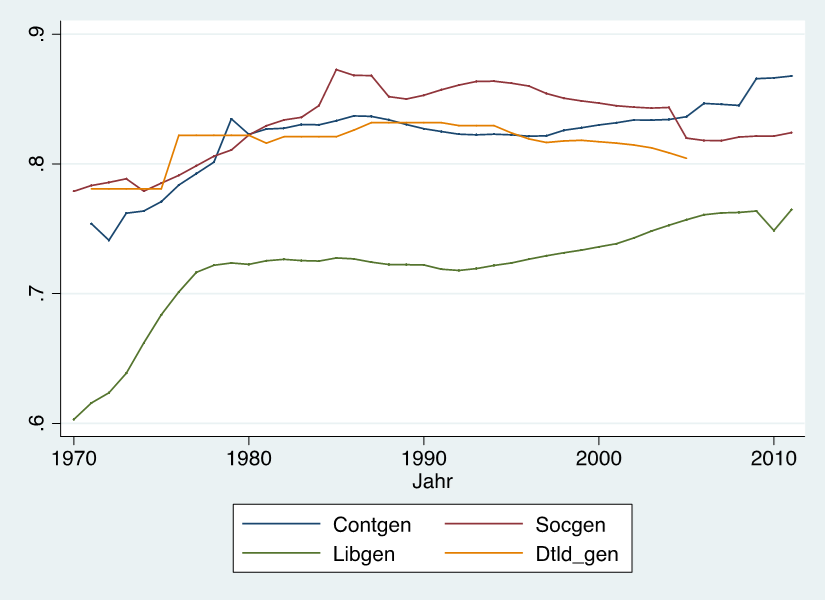 .9
.8
.7
.6
1970 1980 1990 2000 2010
Jahr
Contgen Socgen
Libgen Dtld_gen